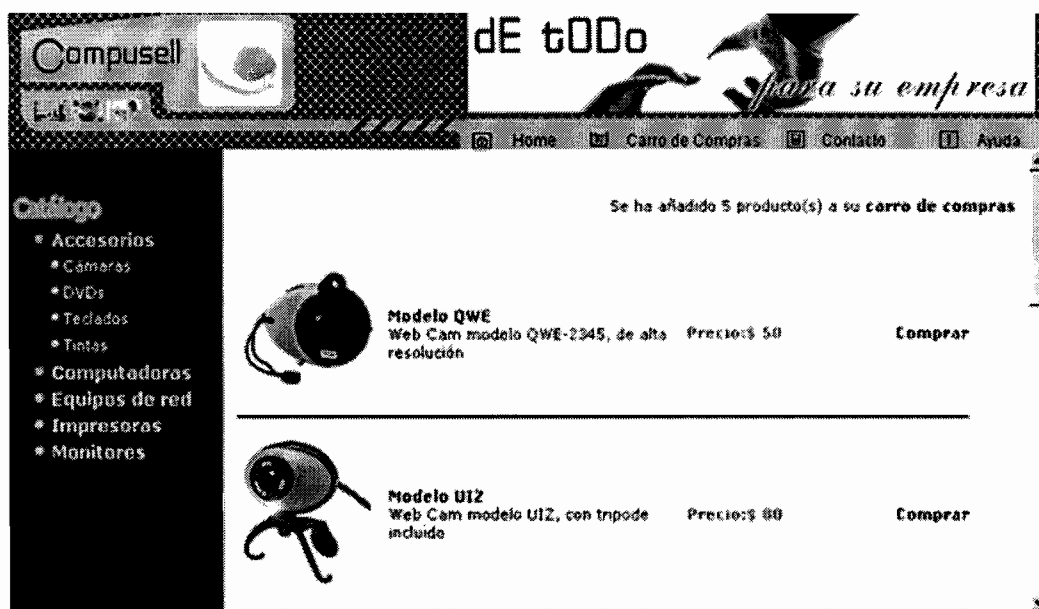 Compusell
dE tODo
para su empresa
Home Carro de Compras Contacto Ayuda
Catálogo
Se ha añadido 5 producto(s) a su carro de compras
Accesorios
Cámaras
DVDs
Teclados
Tintas
Computadoras
Equipos de red
Impresoras
Monitores
Modelo QWE
Web Cam modelo QWE-2345, de alta resolución
Precio:$ 50
Comprar
Modelo UIZ
Web Cam modelo UIZ, con tripode incluido
Precio:$ 80
Comprar